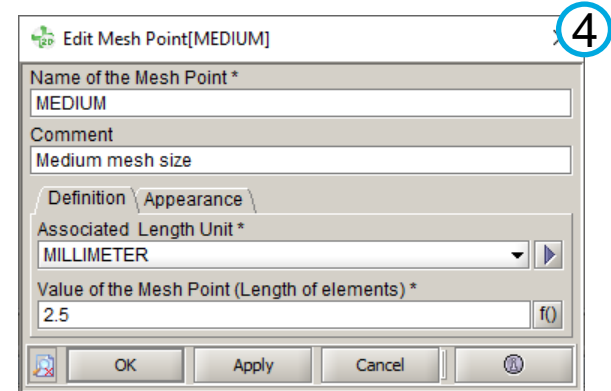 Edit Mesh Point[MEDIUM]
4
Name of the Mesh Point *
MEDIUM
Comment
Medium mesh size
Definition Appearance
Associated Length Unit *
MILLIMETER
Value of the Mesh Point (Length of elements) *
2.5 f()
OK Apply Cancel